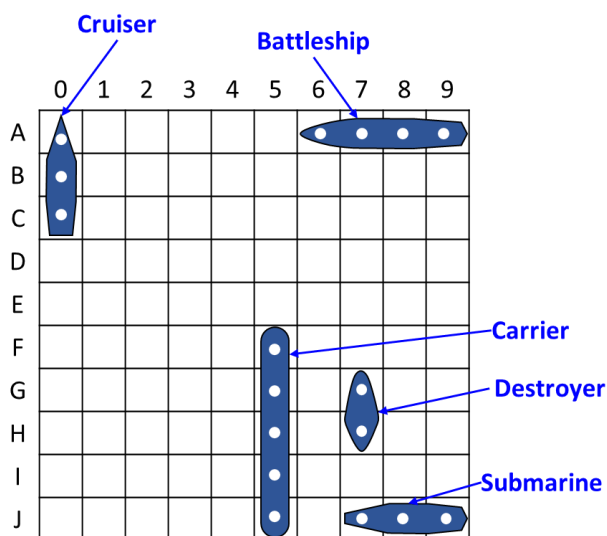 Cruiser
Battleship
0 1 2 3 4 5 6 7 8 9
A
B
C
D
E
F
Carrier
G
Destroyer
H
I
Submarine
J